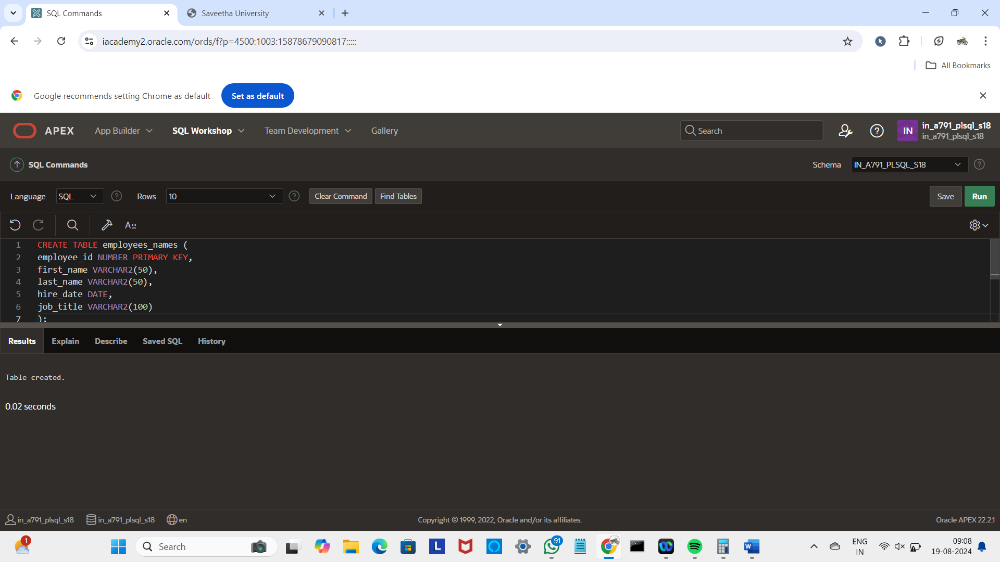 SQL Commands
Saveetha University
iacademy2.oracle.com/ords/f?p=4500:1003:15878679090817:::::
All Bookmarks
Google recommends setting Chrome as default
Set as default
APEX
App Builder
SQL Workshop
Team Development
Gallery
Search
IN
in_a791_plsql_s18
in_a791_plsql_s18
SQL Commands
Schema
IN_A791_PLSQL_S18
Language
SQL
Rows
10
Clear Command
Find Tables
Save
Run
A::
1 CREATE TABLE employees_names (
2 employee_id NUMBER PRIMARY KEY,
3 first_name VARCHAR2(50),
4 last_name VARCHAR2(50),
5 hire_date DATE,
6 job_title VARCHAR2(100)
7 );
Results
Explain
Describe
Saved SQL
History
Table created.
0.02 seconds
in_a791_plsql_s18
in_a791_plsql_s18
en
Copyright © 1999, 2022, Oracle and/or its affiliates.
Oracle APEX 22.2.1
1
Search
L
91
W
ENG
IN
09:08
19-08-2024